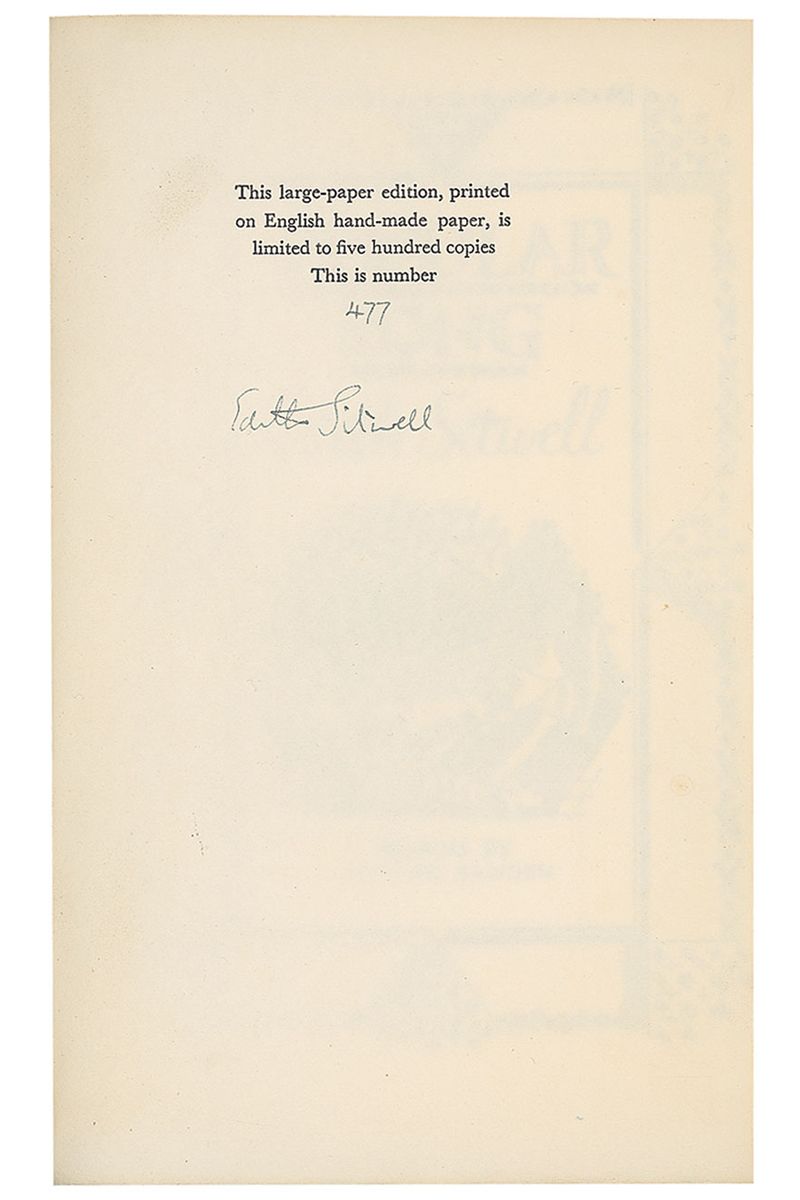 This large-paper edition, printed
on English hand-made paper, is
limited to five hundred copies
This is number
477
Edith Sitwell